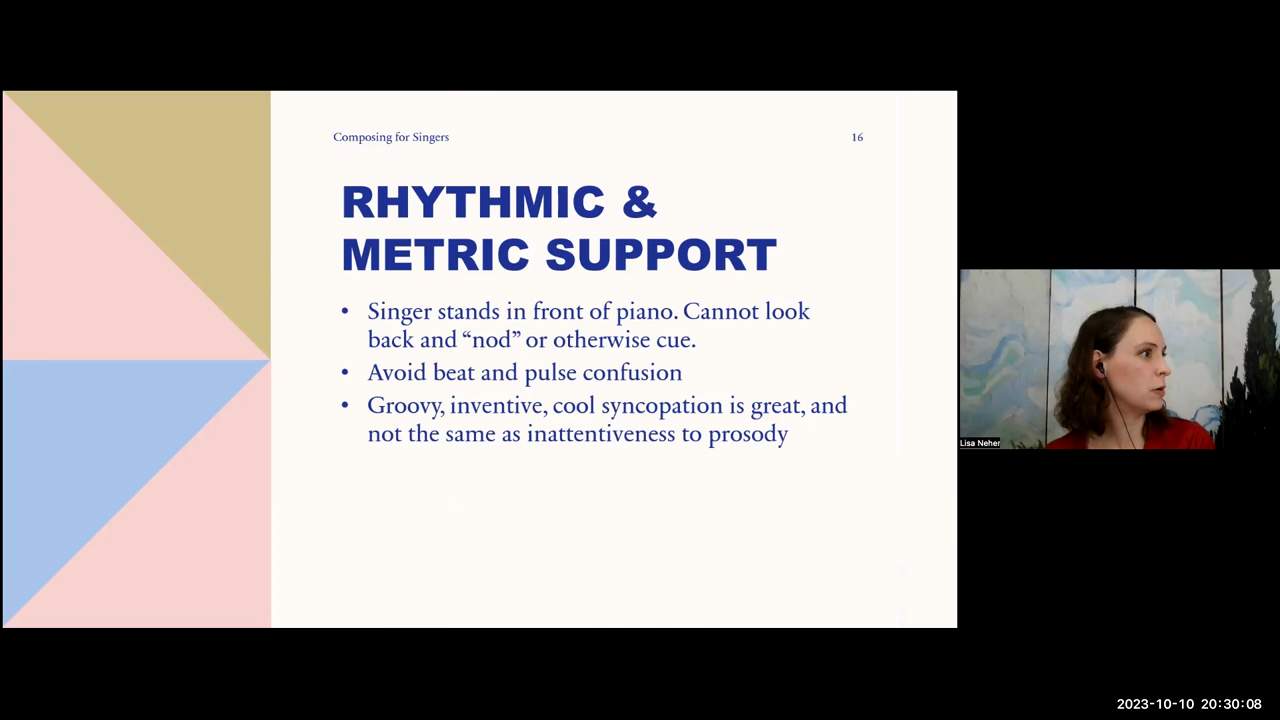 Composing for Singers
16
RHYTHMIC &
METRIC SUPPORT
• Singer stands in front of piano. Cannot look
back and “nod” or otherwise cue.
• Avoid beat and pulse confusion
• Groovy, inventive, cool syncopation is great, and
not the same as inattentiveness to prosody
Lisa Neher
2023-10-10 20:30:08